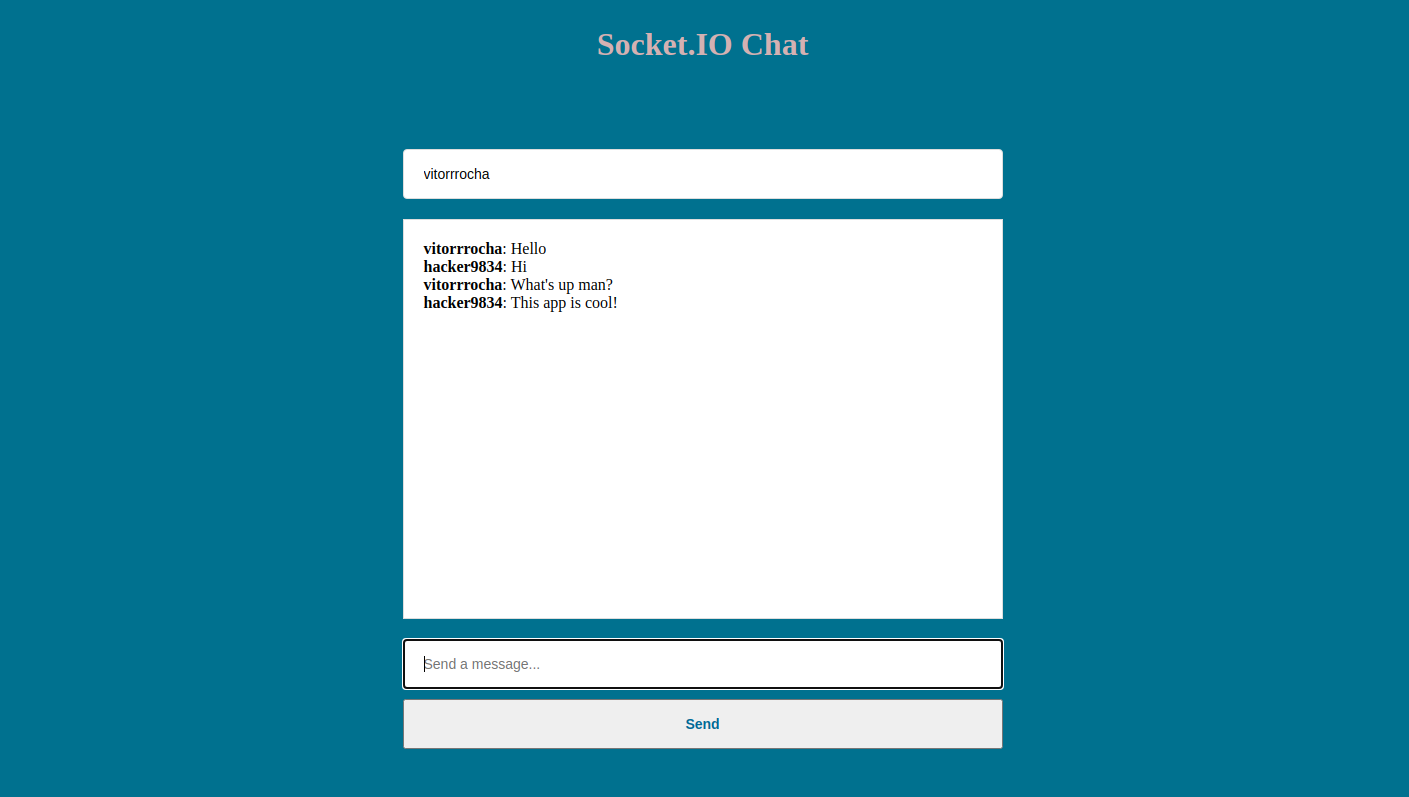 Socket.IO Chat
vitorrrocha
vitorrrocha: Hello
hacker9834: Hi
vitorrrocha: What's up man?
hacker9834: This app is cool!
Send a message...
Send